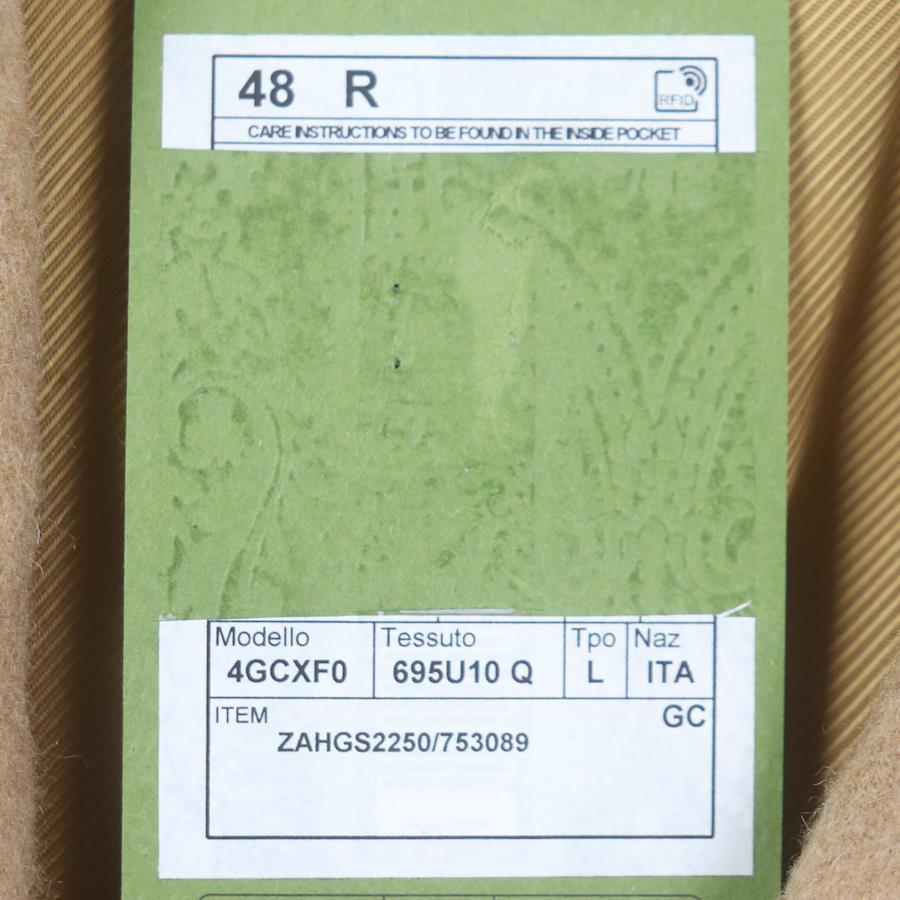 48 R
RFID
CARE INSTRUCTIONS TO BE FOUND IN THE INSIDE POCKET
Modello Tessuto Tpo Naz
4GCXF0 695U10 Q L ITA
ITEM GC
ZAHGS2250/753089